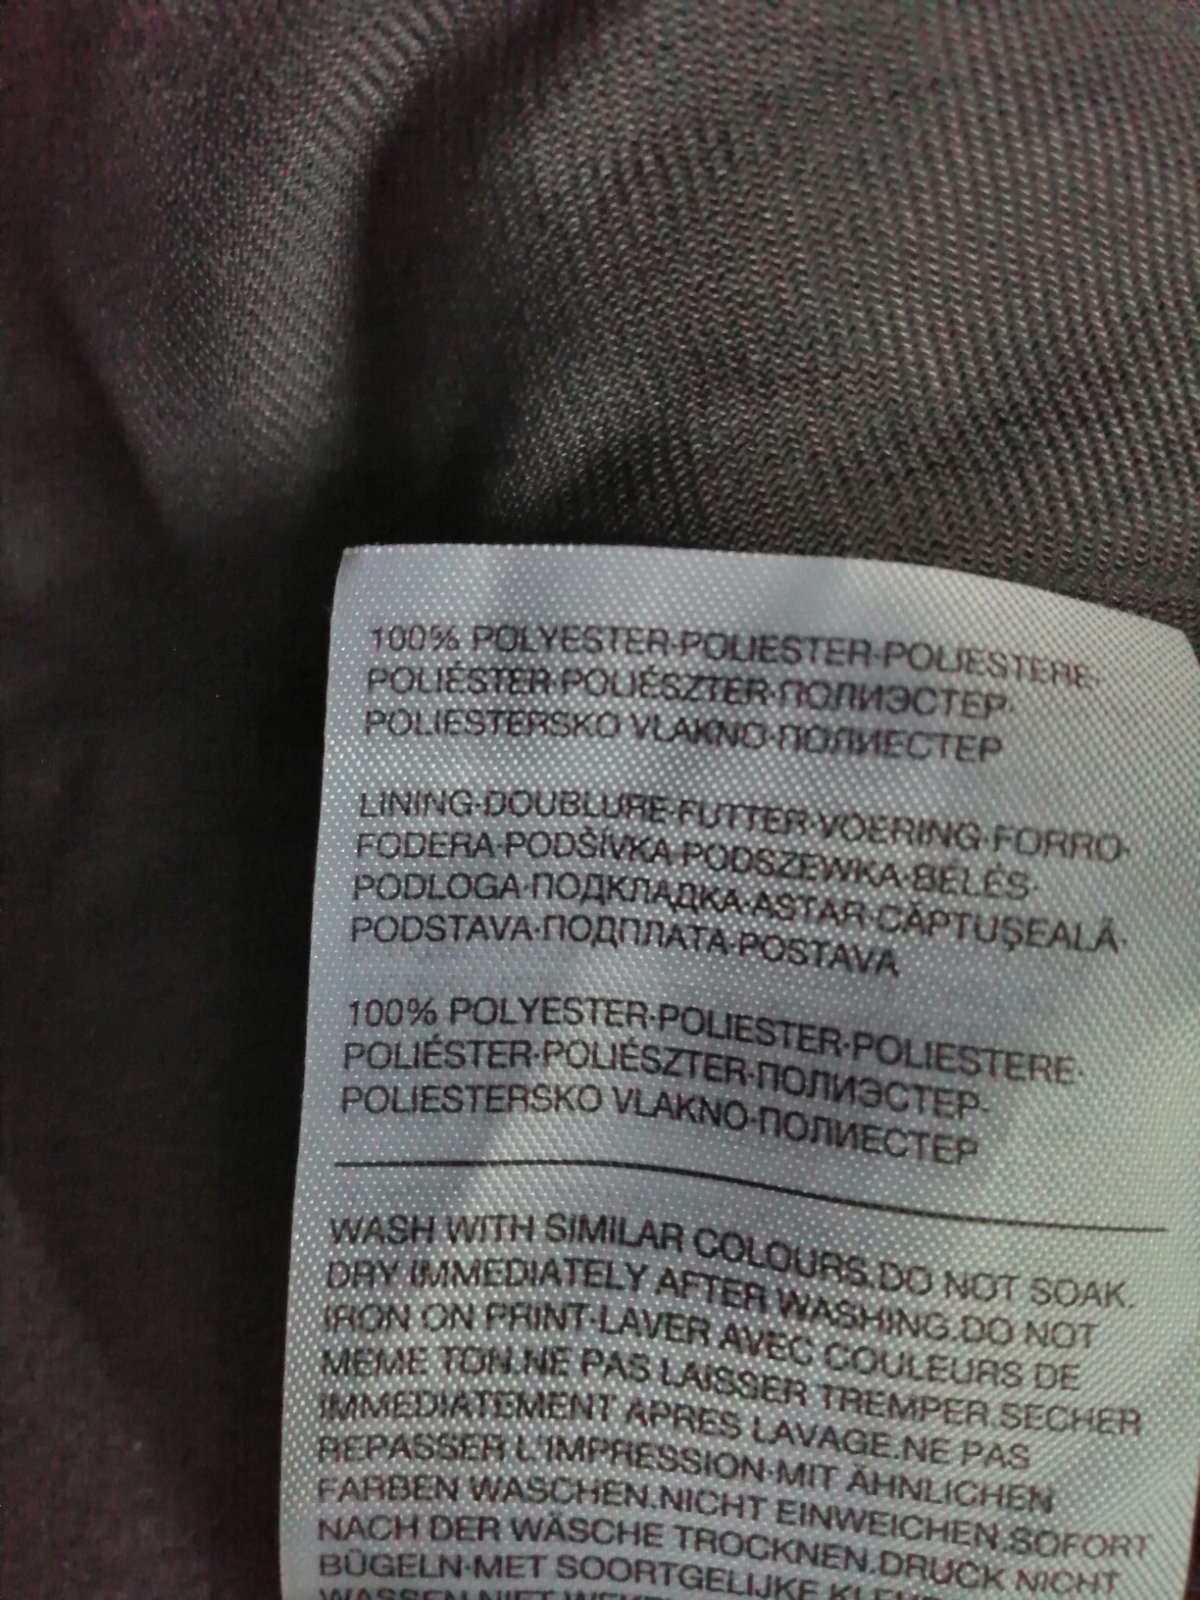 100% POLYESTER·POLIESTER·POLIESTERE·
POLIÉSTER·POLIÉSZTER·ПОЛИЭСТЕР·
POLIESTERSKO VLAKNO·ПОЛИЕСТЕР
LINING·DOUBLURE·FUTTER·VOERING·FORRO·
FODERA·PODŠÍVKA·PODSZEWKA·BÉLÉS·
PODLOGA·ПОДКЛАДКА·ASTAR·CĂPTUŞEALĂ·
PODSTAVA·ПОДПЛАТА·POSTAVA
100% POLYESTER·POLIESTER·POLIESTERE·
POLIÉSTER·POLIÉSZTER·ПОЛИЭСТЕР·
POLIESTERSKO VLAKNO·ПОЛИЕСТЕР
WASH WITH SIMILAR COLOURS.DO NOT SOAK.
DRY IMMEDIATELY AFTER WASHING.DO NOT
IRON ON PRINT·LAVER AVEC COULEURS DE
MEME TON.NE PAS LAISSER TREMPER.SECHER
IMMEDIATEMENT APRES LAVAGE.NE PAS
REPASSER L'IMPRESSION·MIT ÄHNLICHEN
FARBEN WASCHEN.NICHT EINWEICHEN.SOFORT
NACH DER WÄSCHE TROCKNEN.DRUCK NICHT
BÜGELN·MET SOORTGELIJKE
WASSEN.NIET